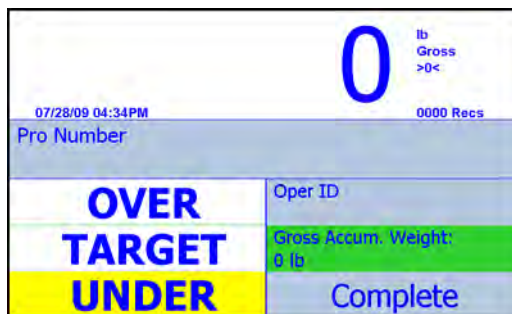 0
lb
Gross
>0<
07/28/09 04:34PM
0000 Recs
Pro Number
OVER
TARGET
UNDER
Oper ID
Gross Accum. Weight:
0 lb
Complete